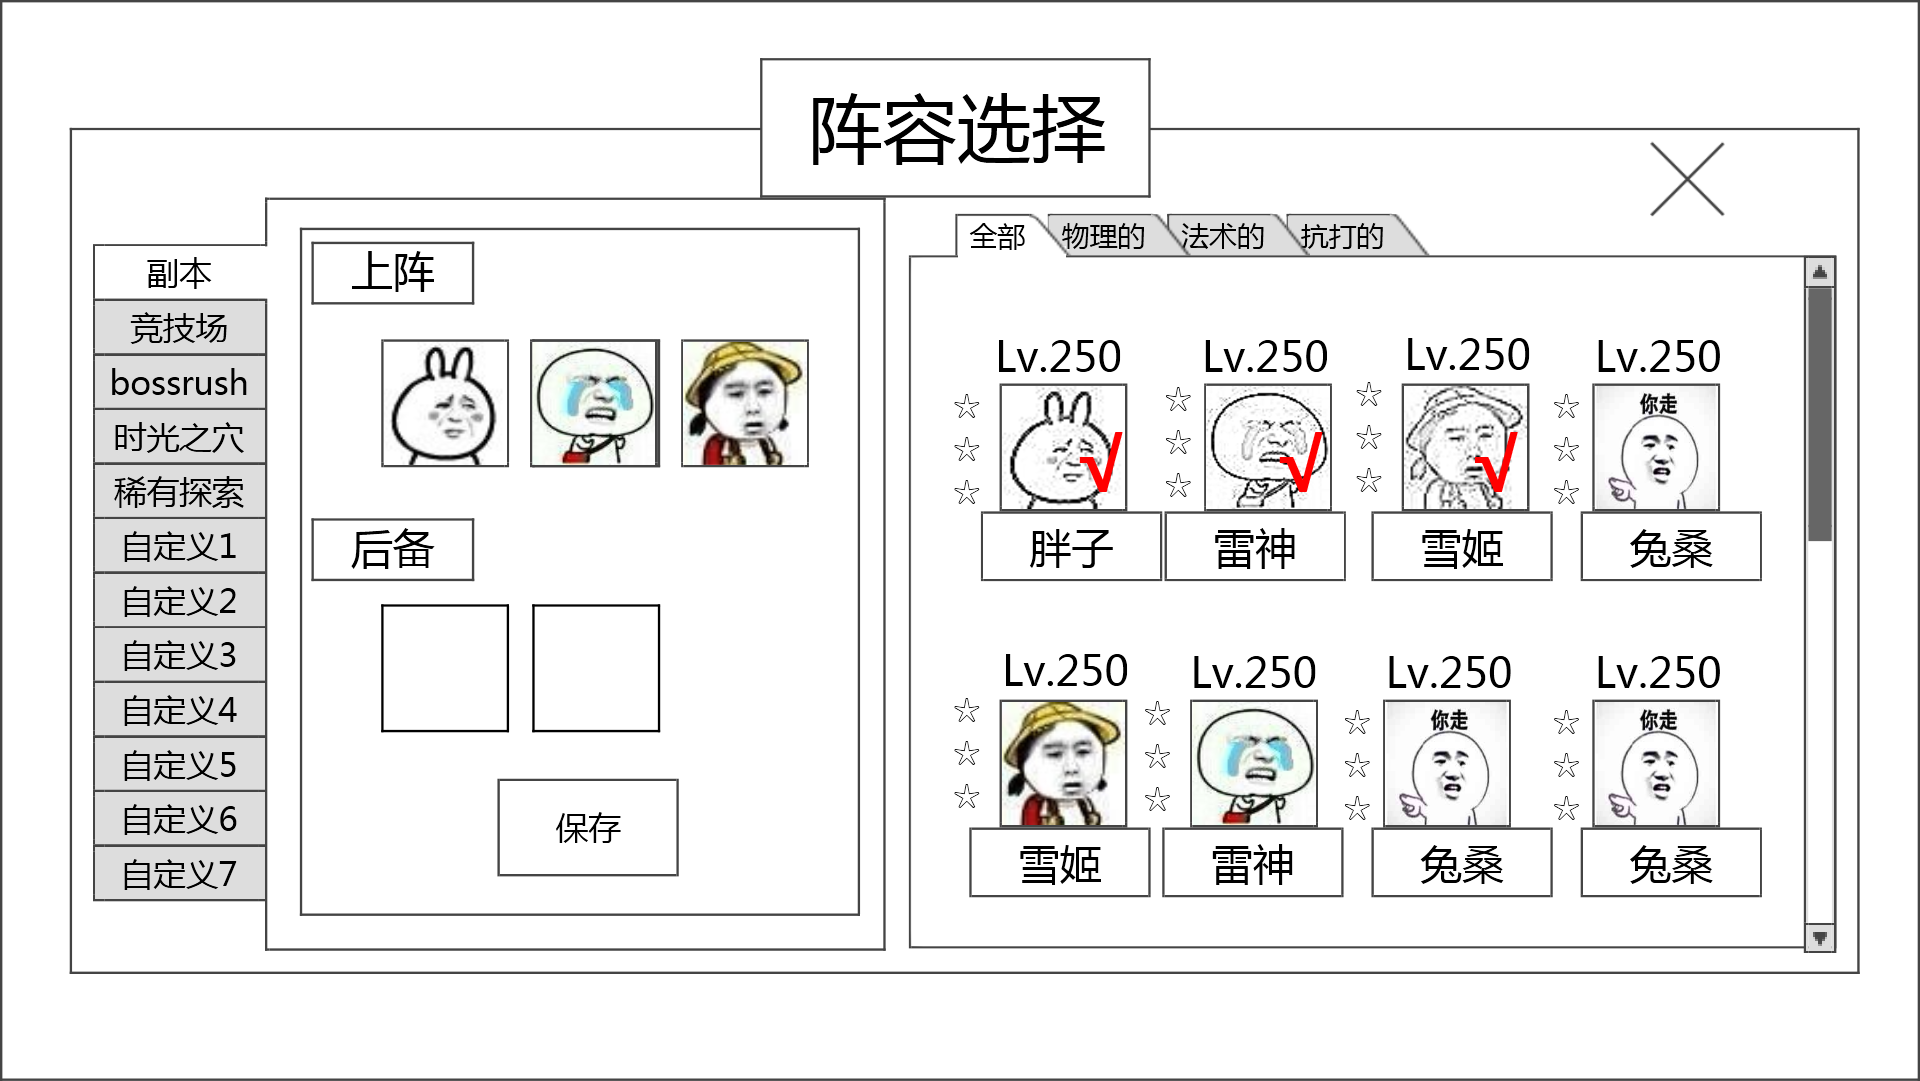 阵容选择
副本
竞技场
bossrush
时光之穴
稀有探索
自定义1
自定义2
自定义3
自定义4
自定义5
自定义6
自定义7
上阵
后备
保存
全部 物理的 法术的 抗打的
Lv.250 Lv.250 Lv.250 Lv.250
你走
胖子 雷神 雪姬 兔桑
Lv.250 Lv.250 Lv.250 Lv.250
你走 你走
雪姬 雷神 兔桑 兔桑